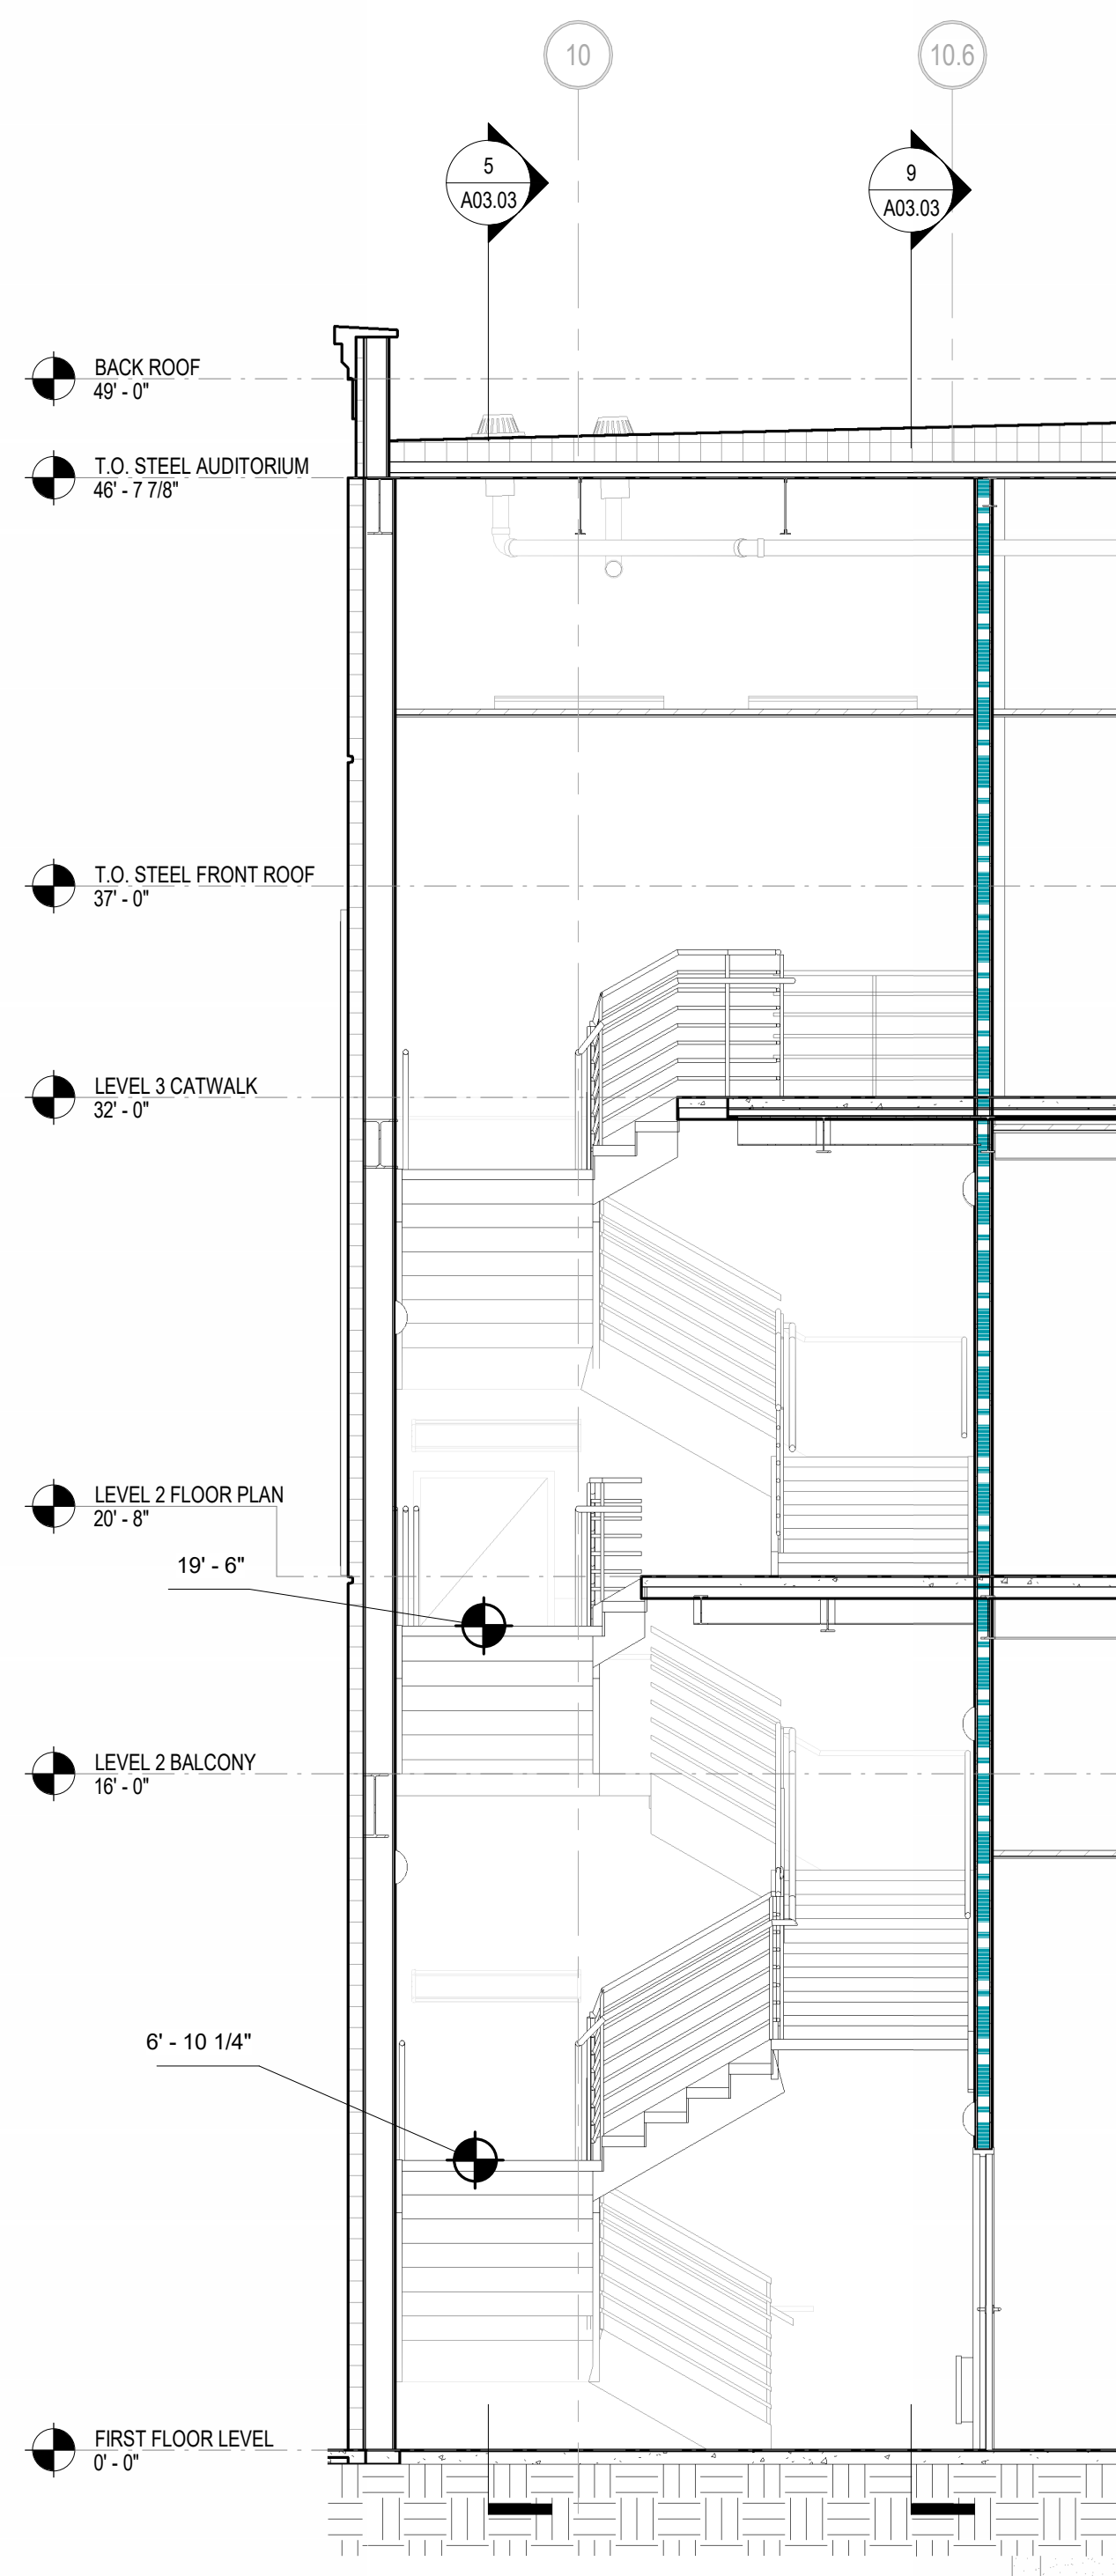 10
10.6
5
A03.03
9
A03.03
BACK ROOF
49' - 0"
T.O. STEEL AUDITORIUM
46' - 7 7/8"
T.O. STEEL FRONT ROOF
37' - 0"
LEVEL 3 CATWALK
32' - 0"
LEVEL 2 FLOOR PLAN
20' - 8"
19' - 6"
LEVEL 2 BALCONY
16' - 0"
6' - 10 1/4"
FIRST FLOOR LEVEL
0' - 0"